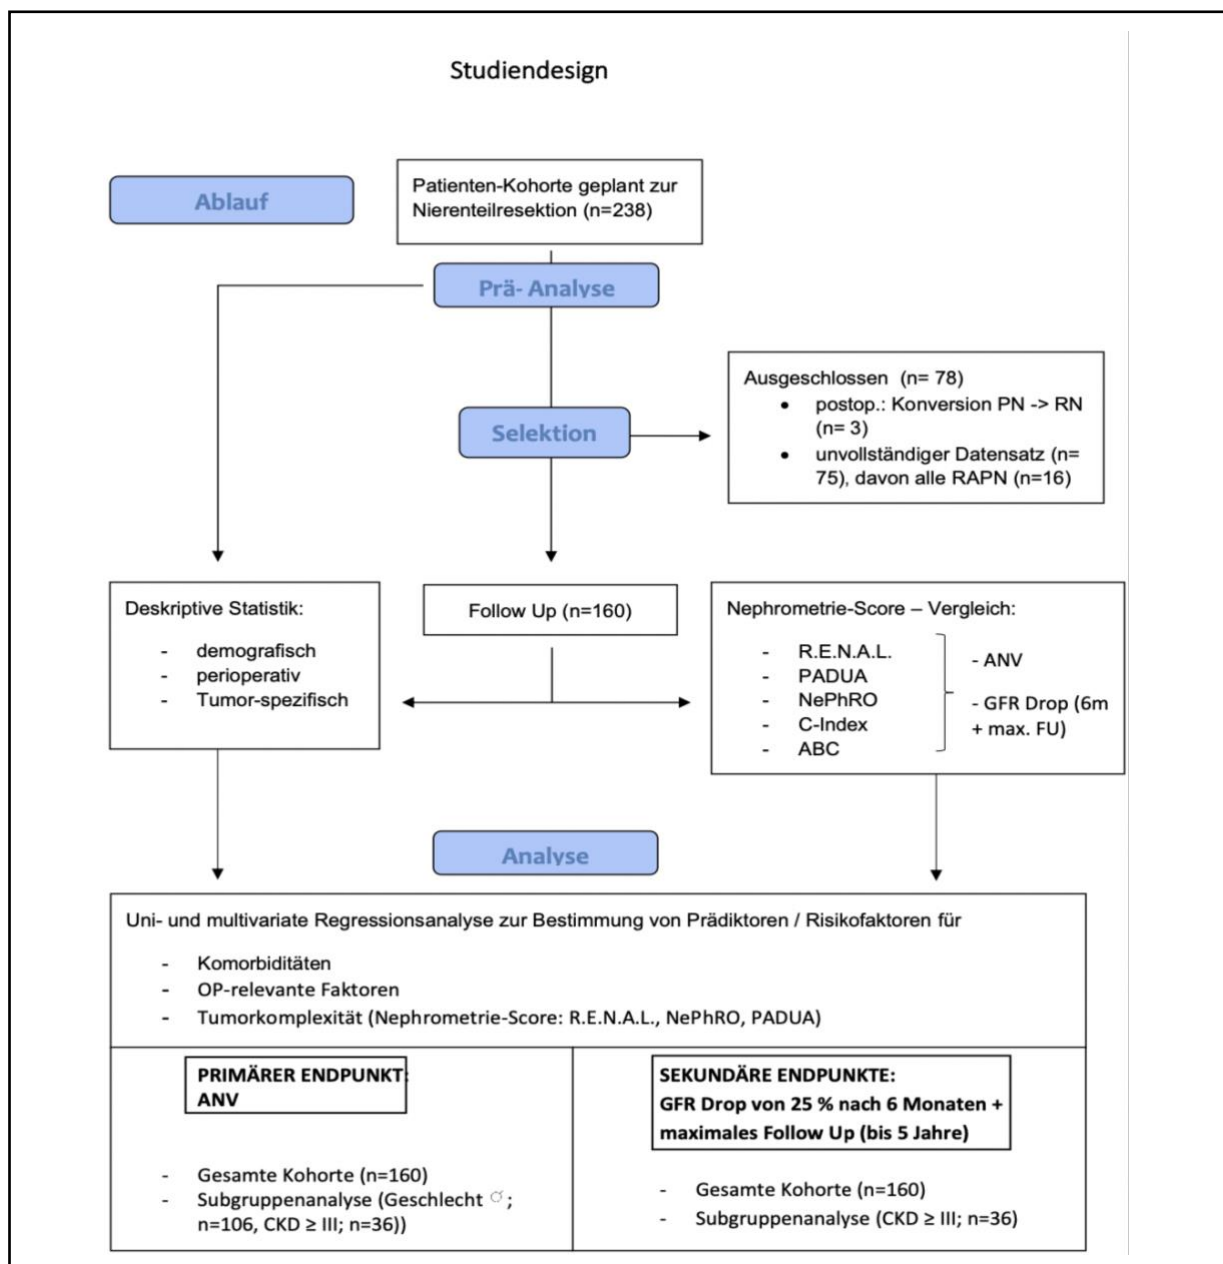 Studiendesign
Ablauf
Patienten-Kohorte geplant zur
Nierenteilresektion (n=238)
Prä- Analyse
Ausgeschlossen (n= 78)
• postop.: Konversion PN -> RN
(n= 3)
• unvollständiger Datensatz (n=
75), davon alle RAPN (n=16)
Selektion
Deskriptive Statistik:
- demografisch
- perioperativ
- Tumor-spezifisch
Follow Up (n=160)
Nephrometrie-Score – Vergleich:
- R.E.N.A.L.
- PADUA
- NePhRO
- C-Index
- ABC
- ANV
- GFR Drop (6m
+ max. FU)
Analyse
Uni- und multivariate Regressionsanalyse zur Bestimmung von Prädiktoren / Risikofaktoren für
- Komorbiditäten
- OP-relevante Faktoren
- Tumorkomplexität (Nephrometrie-Score: R.E.N.A.L., NePhRO, PADUA)
PRIMÄRER ENDPUNKT:
ANV
- Gesamte Kohorte (n=160)
- Subgruppenanalyse (Geschlecht ♂;
n=106, CKD ≥ III; n=36))
SEKUNDÄRE ENDPUNKTE:
GFR Drop von 25 % nach 6 Monaten +
maximales Follow Up (bis 5 Jahre)
- Gesamte Kohorte (n=160)
- Subgruppenanalyse (CKD ≥ III; n=36)